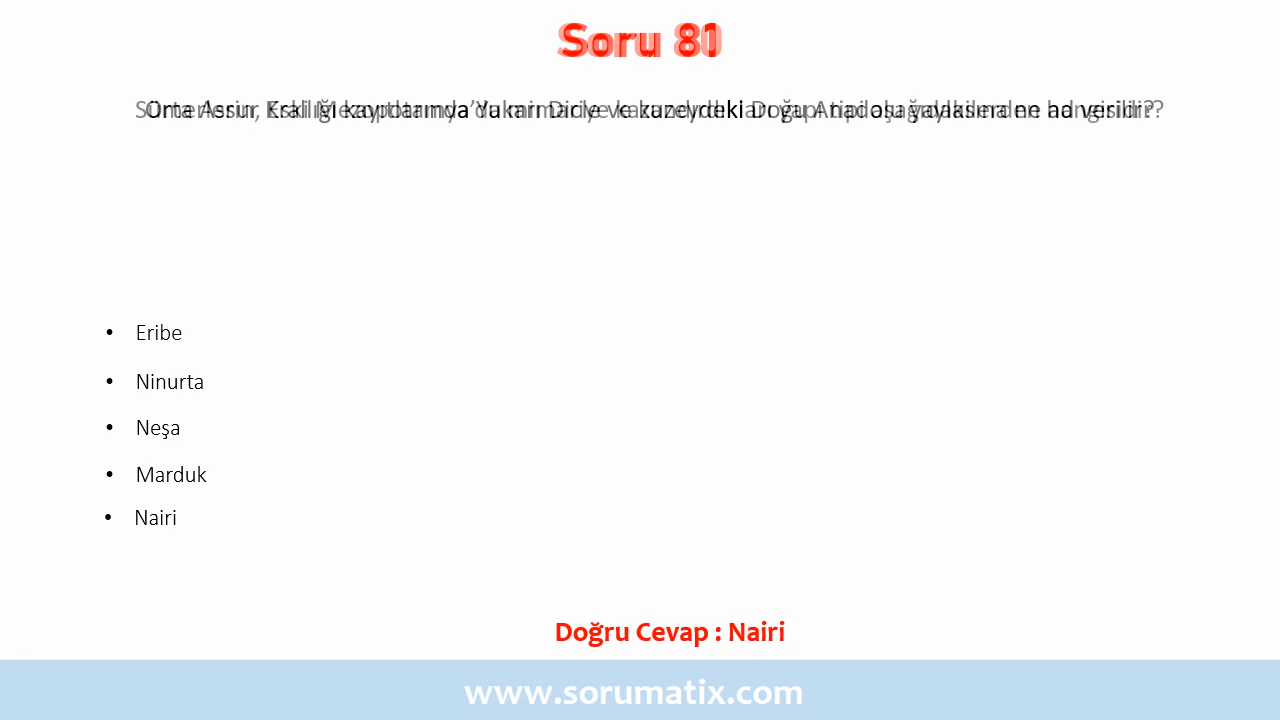 Soru 81
Orta Assur Krallığı kayıtlarında Yukarı Dicle ve kuzeyindeki Doğu Anadolu yaylasına ne ad verilir?
• Eribe
• Ninurta
• Neşa
• Marduk
• Nairi
Doğru Cevap : Nairi
www.sorumatix.com